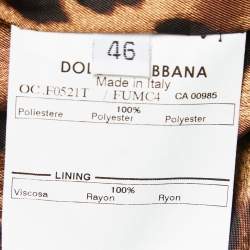 46
DOL BBANA
Made in Italy
OC.F0521T / FUMC4 CA 00985
100%
Poliestere Polyester Polyester
LINING
100%
Viscosa Rayon Ryon